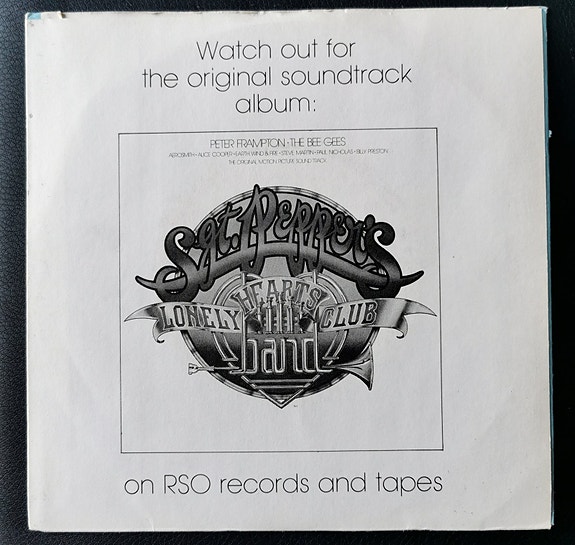 Watch out for
the original soundtrack
album:
PETER FRAMPTON • THE BEE GEES
AEROSMITH • ALICE COOPER • EARTH WIND & FIRE • STEVE MARTIN • PAUL NICHOLAS • BILLY PRESTON
THE ORIGINAL MOTION PICTURE SOUND TRACK
Sgt. Pepper's
LONELY HEARTS CLUB
band
on RSO records and tapes